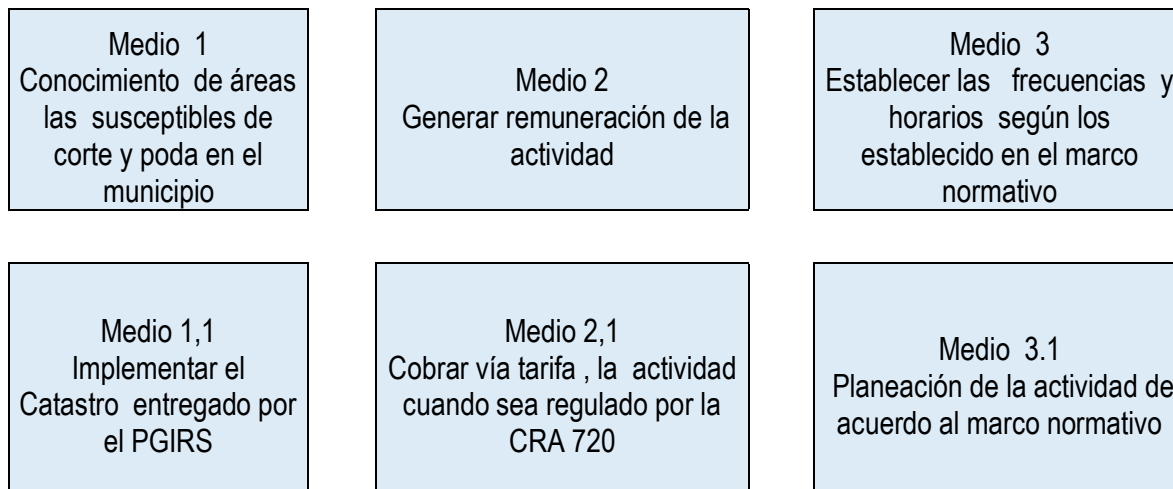 Medio 1
Conocimiento de áreas
las susceptibles de
corte y poda en el
municipio
Medio 2
Generar remuneración de la
actividad
Medio 3
Establecer las frecuencias y
horarios según los
establecido en el marco
normativo
Medio 1,1
Implementar el
Catastro entregado por
el PGIRS
Medio 2,1
Cobrar vía tarifa , la actividad
cuando sea regulado por la
CRA 720
Medio 3.1
Planeación de la actividad de
acuerdo al marco normativo